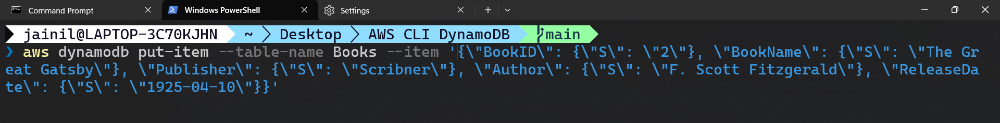 Command Prompt
Windows PowerShell
Settings
jainil@LAPTOP-3C70KJHN ~ Desktop AWS CLI DynamoDB main
❯ aws dynamodb put-item --table-name Books --item '{\"BookID\": {\"S\": \"2\"}, \"BookName\": {\"S\": \"The Gr
eat Gatsby\"}, \"Publisher\": {\"S\": \"Scribner\"}, \"Author\": {\"S\": \"F. Scott Fitzgerald\"}, \"ReleaseDa
te\": {\"S\": \"1925-04-10\"}}'